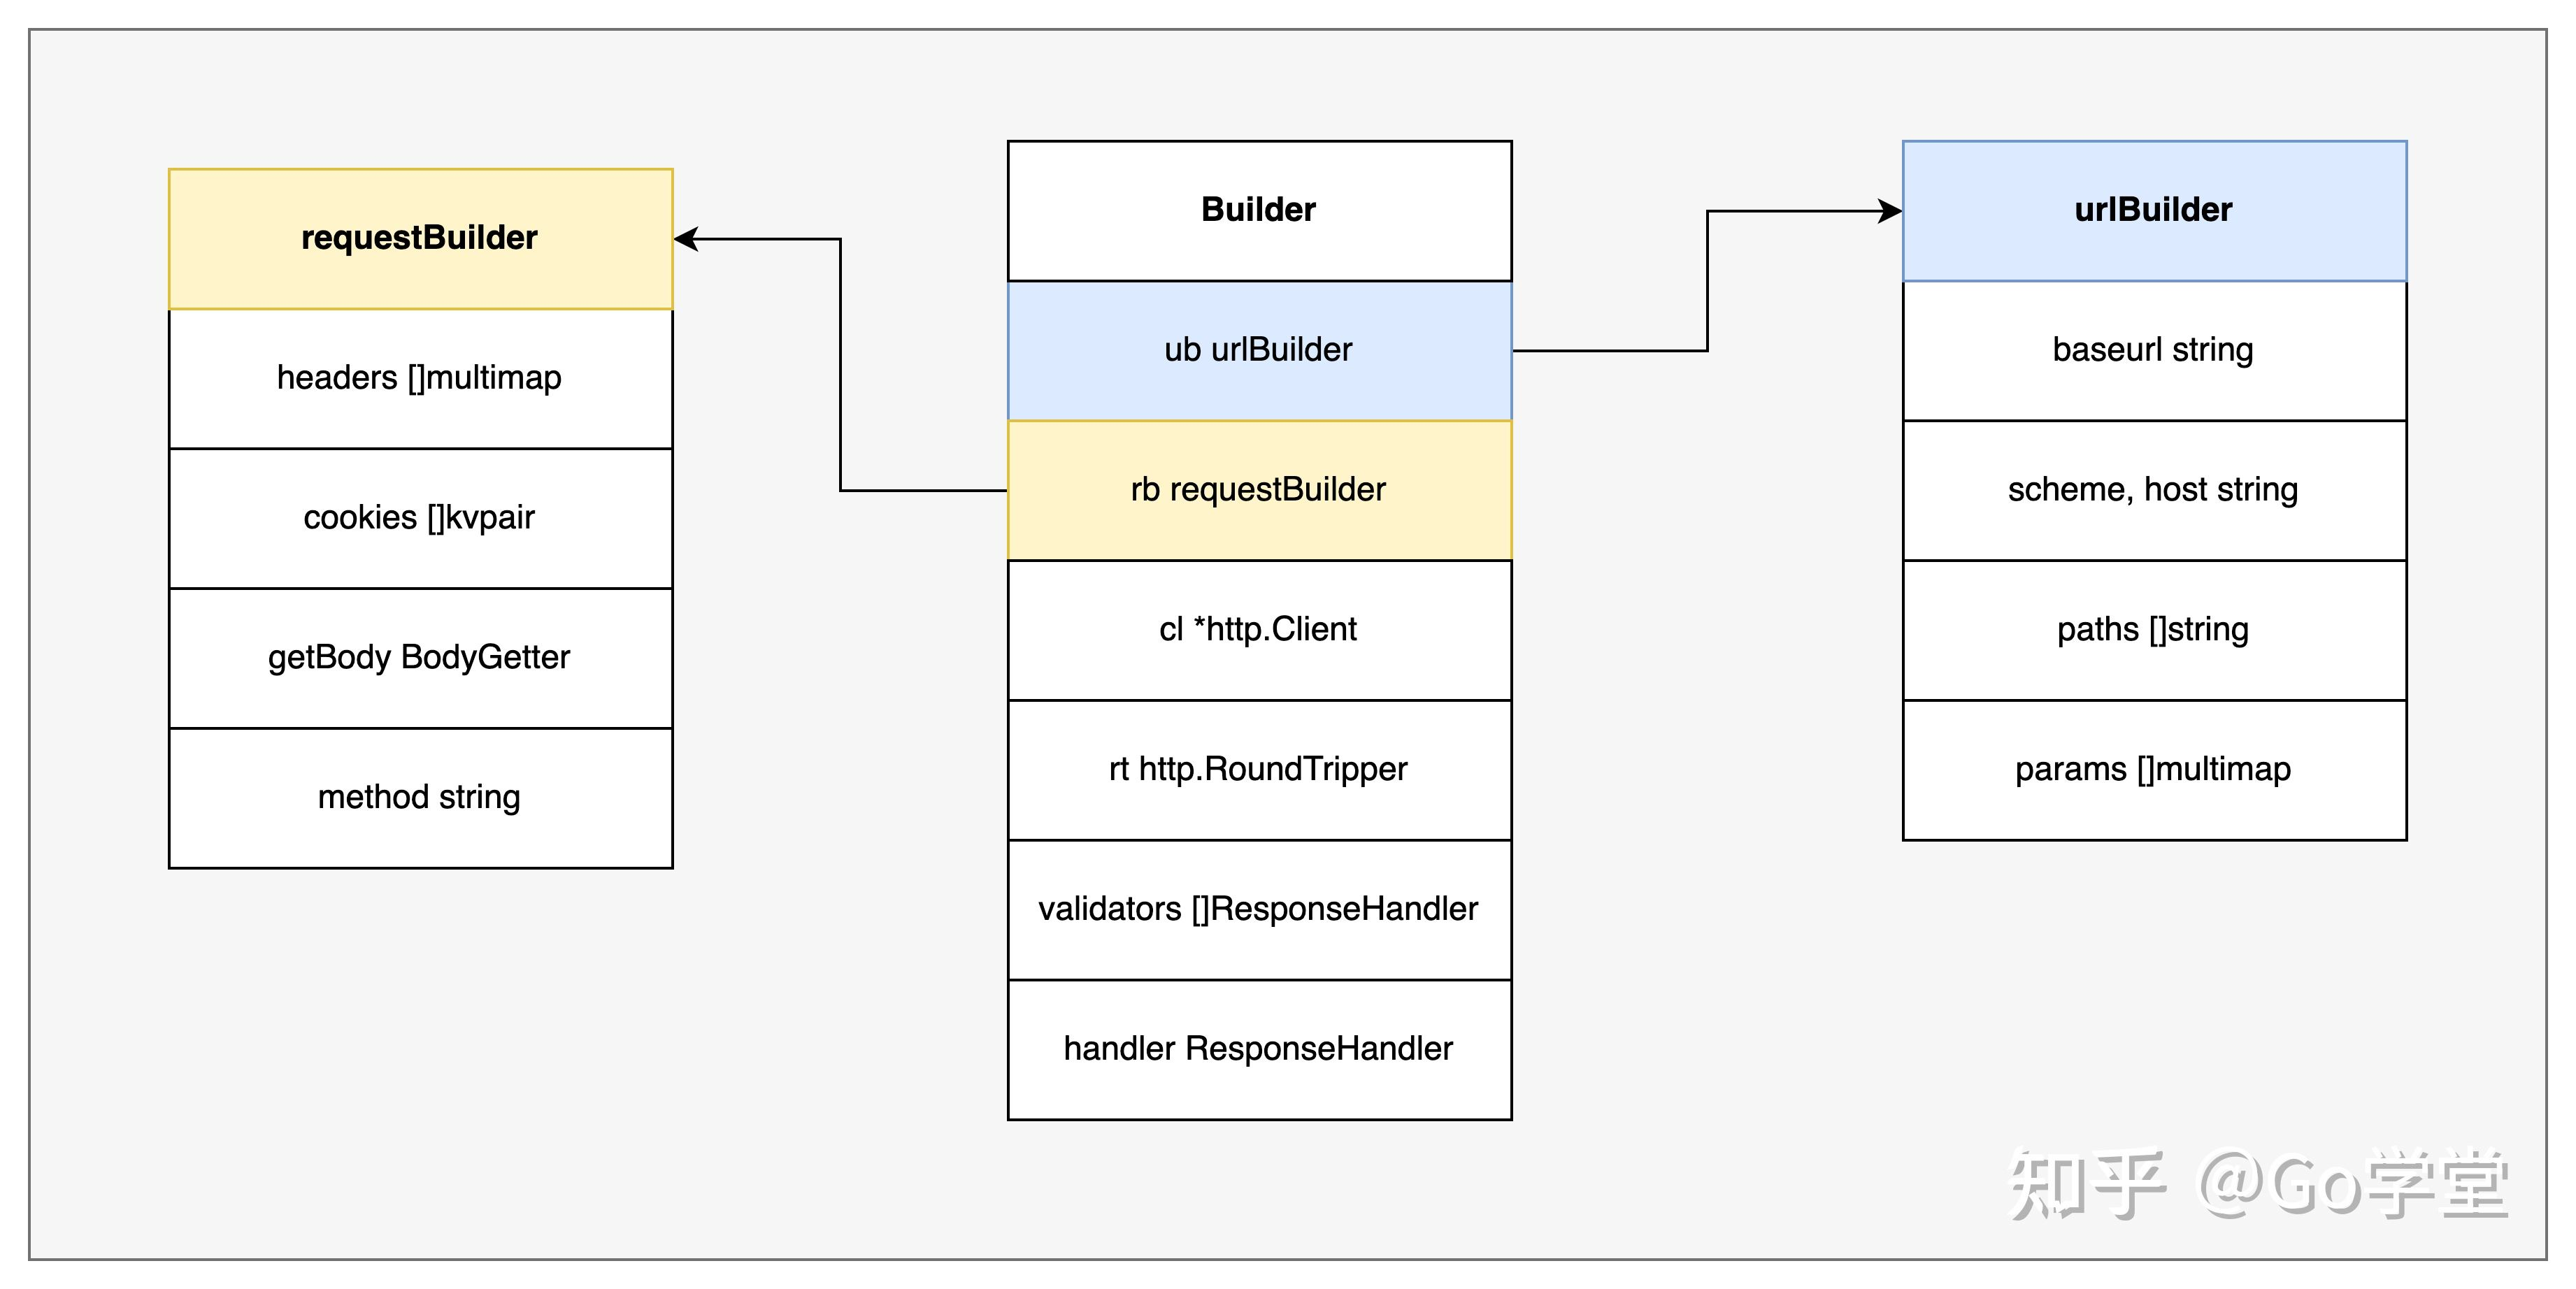 requestBuilder
headers []multimap
cookies []kvpair
getBody BodyGetter
method string
Builder
ub urlBuilder
rb requestBuilder
cl *http.Client
rt http.RoundTripper
validators []ResponseHandler
handler ResponseHandler
urlBuilder
baseurl string
scheme, host string
paths []string
params []multimap
知乎 @Go学堂